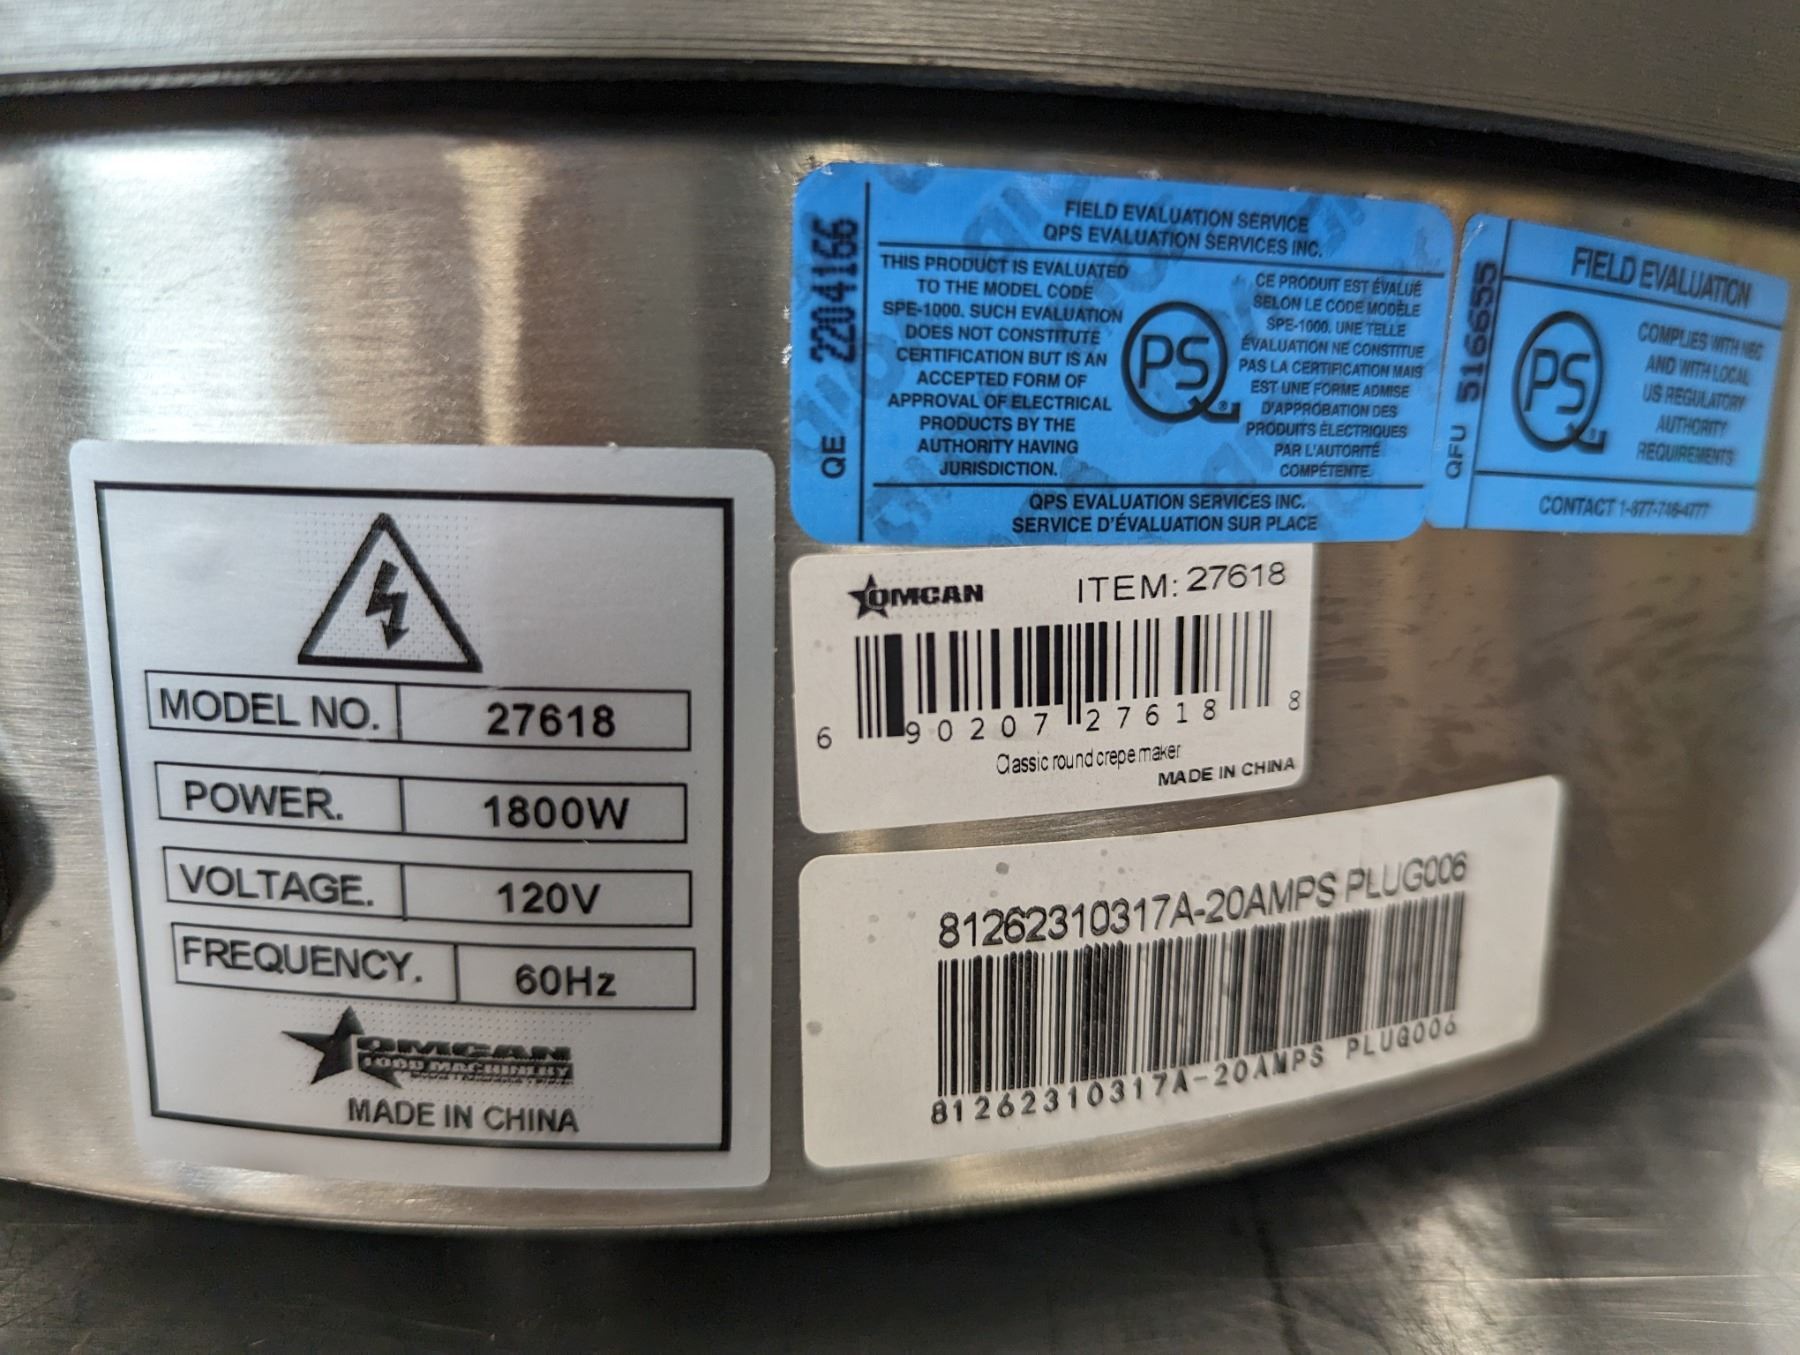 MODEL NO. 27618
POWER. 1800W
VOLTAGE. 120V
FREQUENCY. 60Hz
OMCAN
FOOD MACHINERY
MADE IN CHINA
QE 2204166
FIELD EVALUATION SERVICE
QPS EVALUATION SERVICES INC.
THIS PRODUCT IS EVALUATED
TO THE MODEL CODE
SPE-1000. SUCH EVALUATION
DOES NOT CONSTITUTE
CERTIFICATION BUT IS AN
ACCEPTED FORM OF
APPROVAL OF ELECTRICAL
PRODUCTS BY THE
AUTHORITY HAVING
JURISDICTION.
QPS®
CE PRODUIT EST ÉVALUÉ
SELON LE CODE MODÈLE
SPE-1000. UNE TELLE
ÉVALUATION NE CONSTITUE
PAS LA CERTIFICATION MAIS
EST UNE FORME ADMISE
D'APPROBATION DES
PRODUITS ÉLECTRIQUES
PAR L'AUTORITÉ
COMPÉTENTE.
QPS EVALUATION SERVICES INC.
SERVICE D'ÉVALUATION SUR PLACE
QFU 516655
FIELD EVALUATION
QPS
COMPLIES WITH
AND WITH LOCAL
US REGULATORY
AUTHORITY
REQUIREMENTS
CONTACT 1-877-746-4777
OMCAN ITEM: 27618
6 90207 27618 8
Classic round crepe maker
MADE IN CHINA
81262310317A-20AMPS PLUG006
81262310317A-20AMPS PLUG006